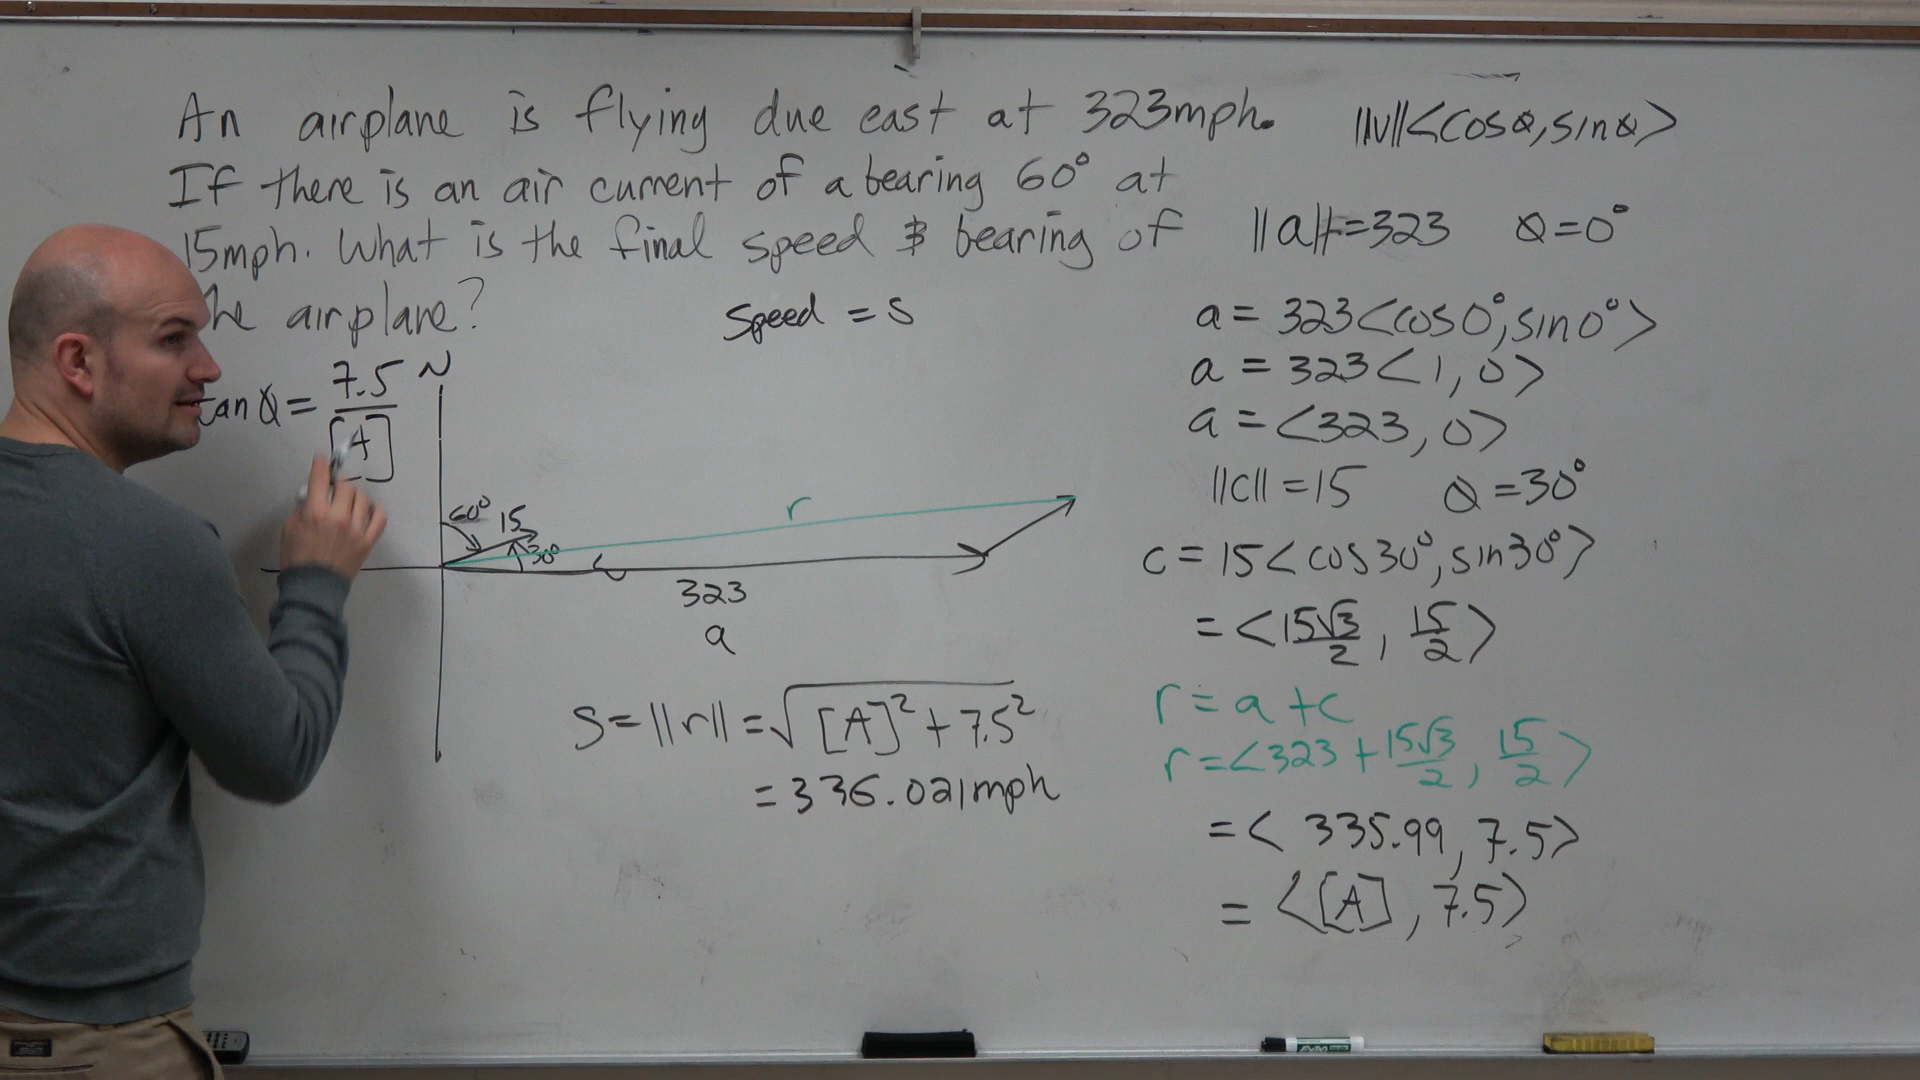 An airplane is flying due east at 323mph.
If there is an air current of a bearing 60° at
15mph. What is the final speed & bearing of
the airplane?
Speed = S
tan θ = 7.5/[A]
N
60° 15
30°
r
323
a
S = ||r|| = √([A]² + 7.5²)
= 336.021mph
||v||<cosθ, sinθ>
||a|| = 323 θ = 0°
a = 323<cos0°, sin0°>
a = 323<1, 0>
a = <323, 0>
||c|| = 15 θ = 30°
c = 15<cos30°, sin30°>
= <15√3/2, 15/2>
r = a + c
r = <323 + 15√3/2, 15/2>
= <335.99, 7.5>
= <[A], 7.5>